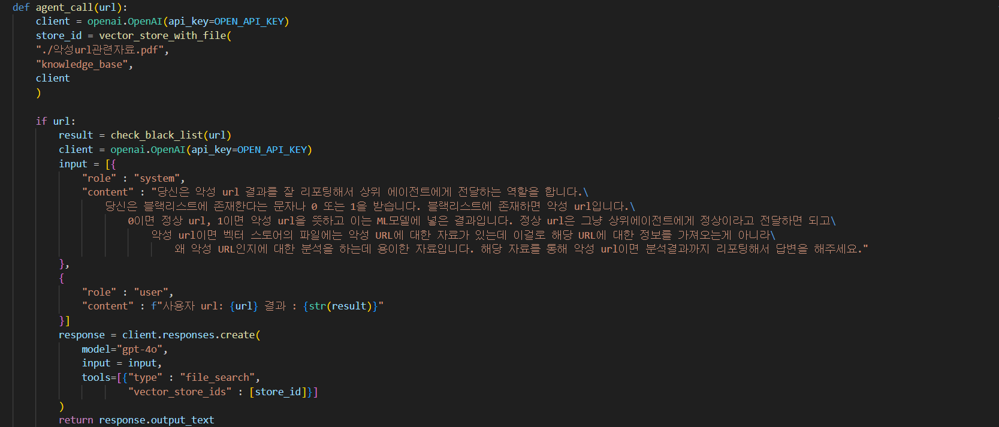 def agent_call(url):
    client = openai.OpenAI(api_key=OPEN_API_KEY)
    store_id = vector_store_with_file(
    "./악성url관련자료.pdf",
    "knowledge_base",
    client
    )

    if url:
        result = check_black_list(url)
        client = openai.OpenAI(api_key=OPEN_API_KEY)
        input = [{
            "role" : "system",
            "content" : "당신은 악성 url 결과를 잘 리포팅해서 상위 에이전트에게 전달하는 역할을 합니다.\
                당신은 블랙리스트에 존재한다는 문자나 0 또는 1을 받습니다. 블랙리스트에 존재하면 악성 url입니다.\
                    0이면 정상 url, 1이면 악성 url을 뜻하고 이는 ML모델에 넣은 결과입니다. 정상 url은 그냥 상위에이전트에게 정상이라고 전달하면 되고\
                        악성 url이면 벡터 스토어의 파일에는 악성 URL에 대한 자료가 있는데 이걸로 해당 URL에 대한 정보를 가져오는게 아니라\
                            왜 악성 URL인지에 대한 분석을 하는데 용이한 자료입니다. 해당 자료를 통해 악성 url이면 분석결과까지 리포팅해서 답변을 해주세요."
        },
        {
            "role" : "user",
            "content" : f"사용자 url: {url} 결과 : {str(result)}"
        }]
        response = client.responses.create(
            model="gpt-4o",
            input = input,
            tools=[{"type" : "file_search",
                    "vector_store_ids" : [store_id]}]
        )
        return response.output_text